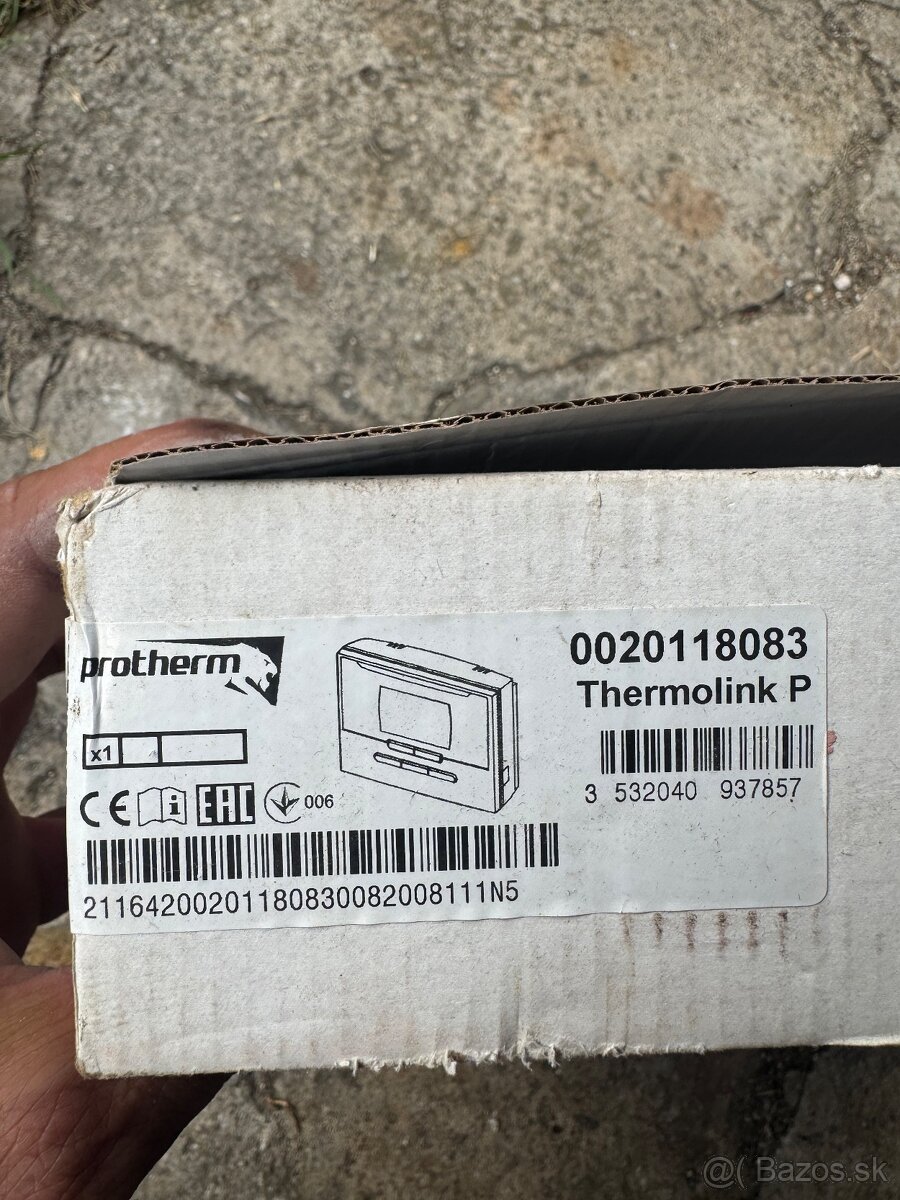 protherm
0020118083
Thermolink P
x1
CE
i
EAC
006
3 532040 937857
21164200201180830082008111N5
@( Bazos.sk